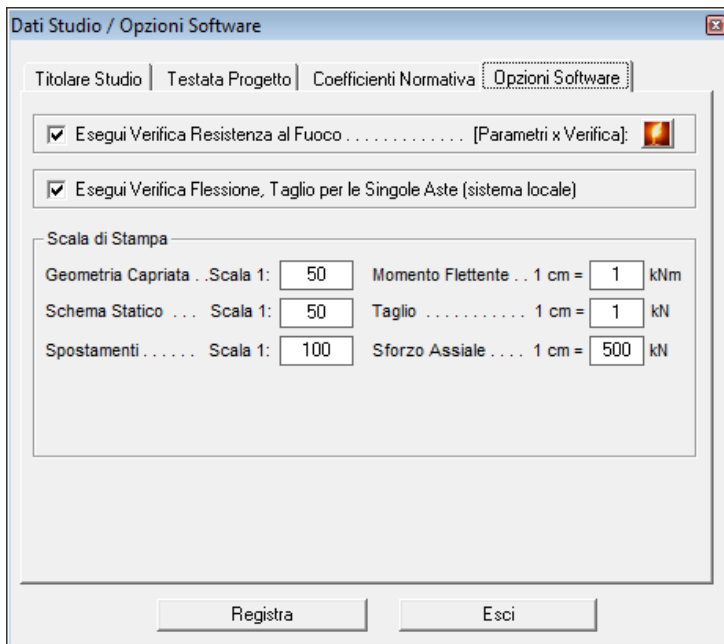 Dati Studio / Opzioni Software
Titolare Studio Testata Progetto Coefficienti Normativa Opzioni Software
Esegui Verifica Resistenza al Fuoco . . . . . . . . . . . . . [Parametri x Verifica]:
Esegui Verifica Flessione, Taglio per le Singole Aste (sistema locale)
Scala di Stampa
Geometria Capriata . . Scala 1: 50 Momento Flettente . . 1 cm = 1 kNm
Schema Statico . . . Scala 1: 50 Taglio . . . . . . . . . . . 1 cm = 1 kN
Spostamenti . . . . . . Scala 1: 100 Sforzo Assiale . . . . 1 cm = 500 kN
Registra Esci